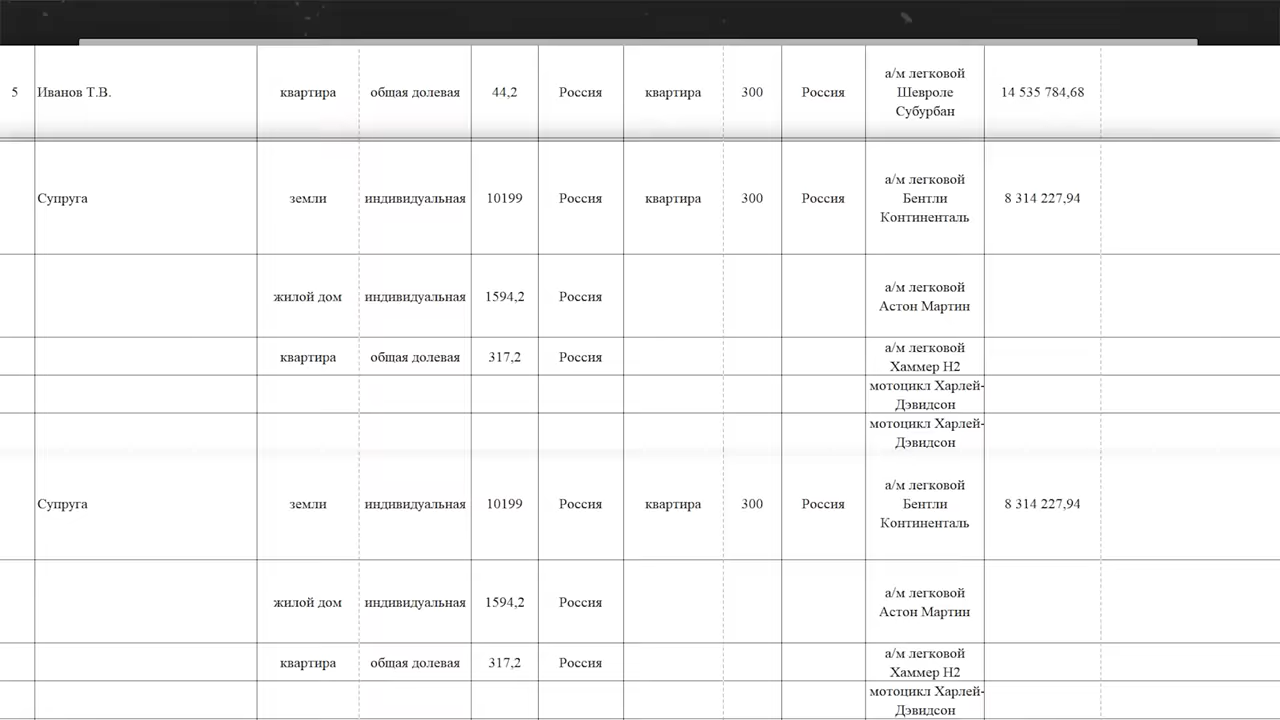 5 Иванов Т.В. квартира общая долевая 44,2 Россия квартира 300 Россия а/м легковой Шевроле Субурбан 14 535 784,68
Супруга земли индивидуальная 10199 Россия квартира 300 Россия а/м легковой Бентли Континенталь 8 314 227,94
жилой дом индивидуальная 1594,2 Россия а/м легковой Астон Мартин
квартира общая долевая 317,2 Россия а/м легковой Хаммер Н2
мотоцикл Харлей-
Дэвидсон
мотоцикл Харлей-
Дэвидсон
Супруга земли индивидуальная 10199 Россия квартира 300 Россия а/м легковой Бентли Континенталь 8 314 227,94
жилой дом индивидуальная 1594,2 Россия а/м легковой Астон Мартин
квартира общая долевая 317,2 Россия а/м легковой Хаммер Н2
мотоцикл Харлей-
Дэвидсон